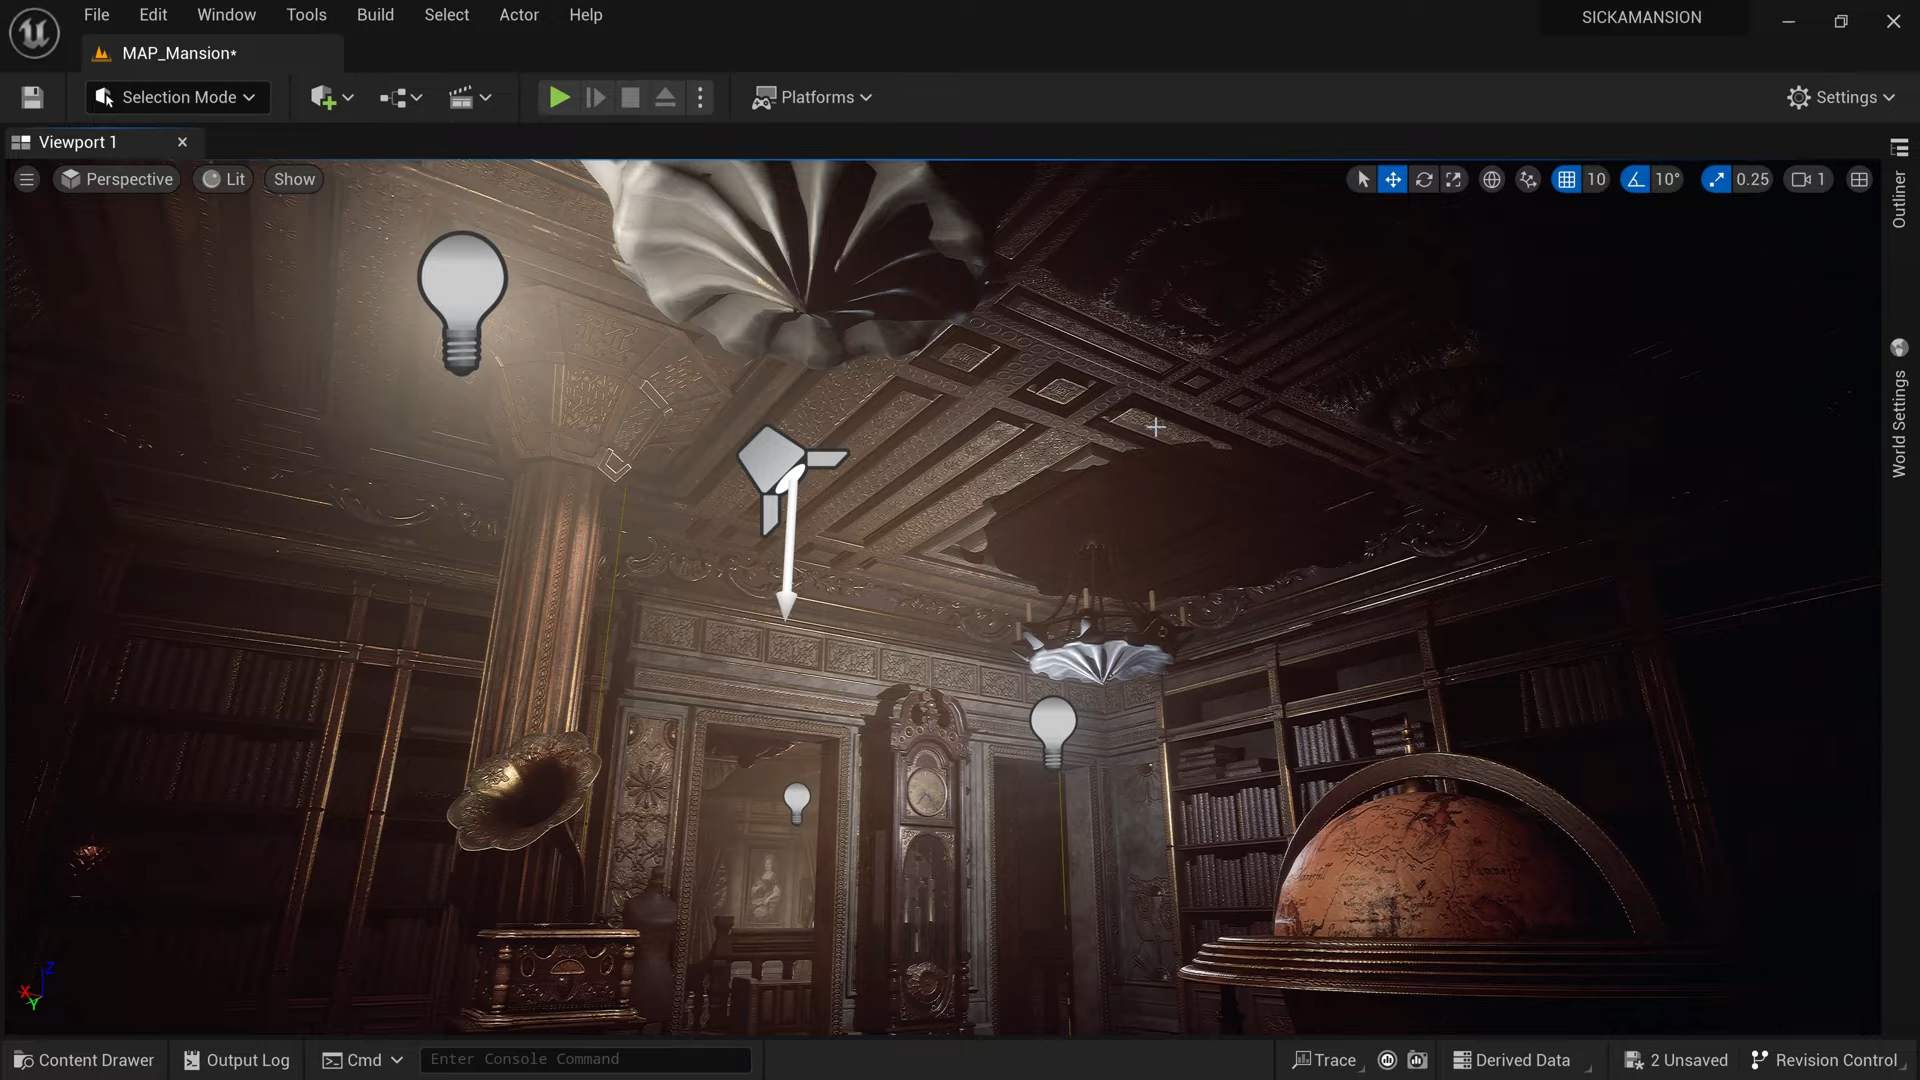 File Edit Window Tools Build Select Actor Help
SICKAMANSION
MAP_Mansion*
Selection Mode
Platforms
Settings
Viewport 1
Perspective Lit Show
10 10° 0.25 1
Outliner
World Settings
Z
X
Y
Content Drawer Output Log Cmd Enter Console Command Trace Derived Data 2 Unsaved Revision Control